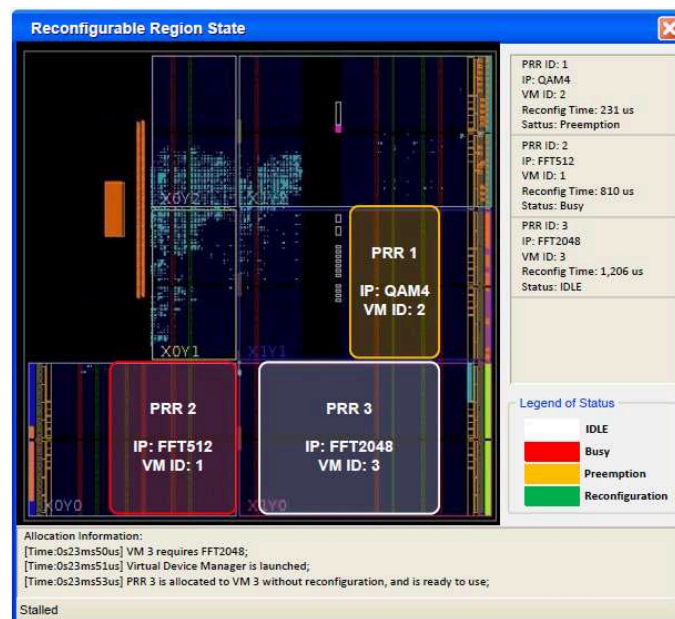 Reconfigurable Region State
PRR ID: 1
IP: QAM4
VM ID: 2
Reconfig Time: 231 us
Sattus: Preemption
PRR ID: 2
IP: FFT512
VM ID: 1
Reconfig Time: 810 us
Status: Busy
PRR ID: 3
IP: FFT2048
VM ID: 3
Reconfig Time: 1,206 us
Status: IDLE
X0Y2
X1Y2
PRR 1
IP: QAM4
VM ID: 2
X0Y1
X1Y1
PRR 2
IP: FFT512
VM ID: 1
PRR 3
IP: FFT2048
VM ID: 3
X0Y0
X1Y0
Legend of Status
IDLE
Busy
Preemption
Reconfiguration
Allocation Information:
[Time:0s23ms50us] VM 3 requires FFT2048;
[Time:0s23ms51us] Virtual Device Manager is launched;
[Time:0s23ms53us] PRR 3 is allocated to VM 3 without reconfiguration, and is ready to use;
Stalled